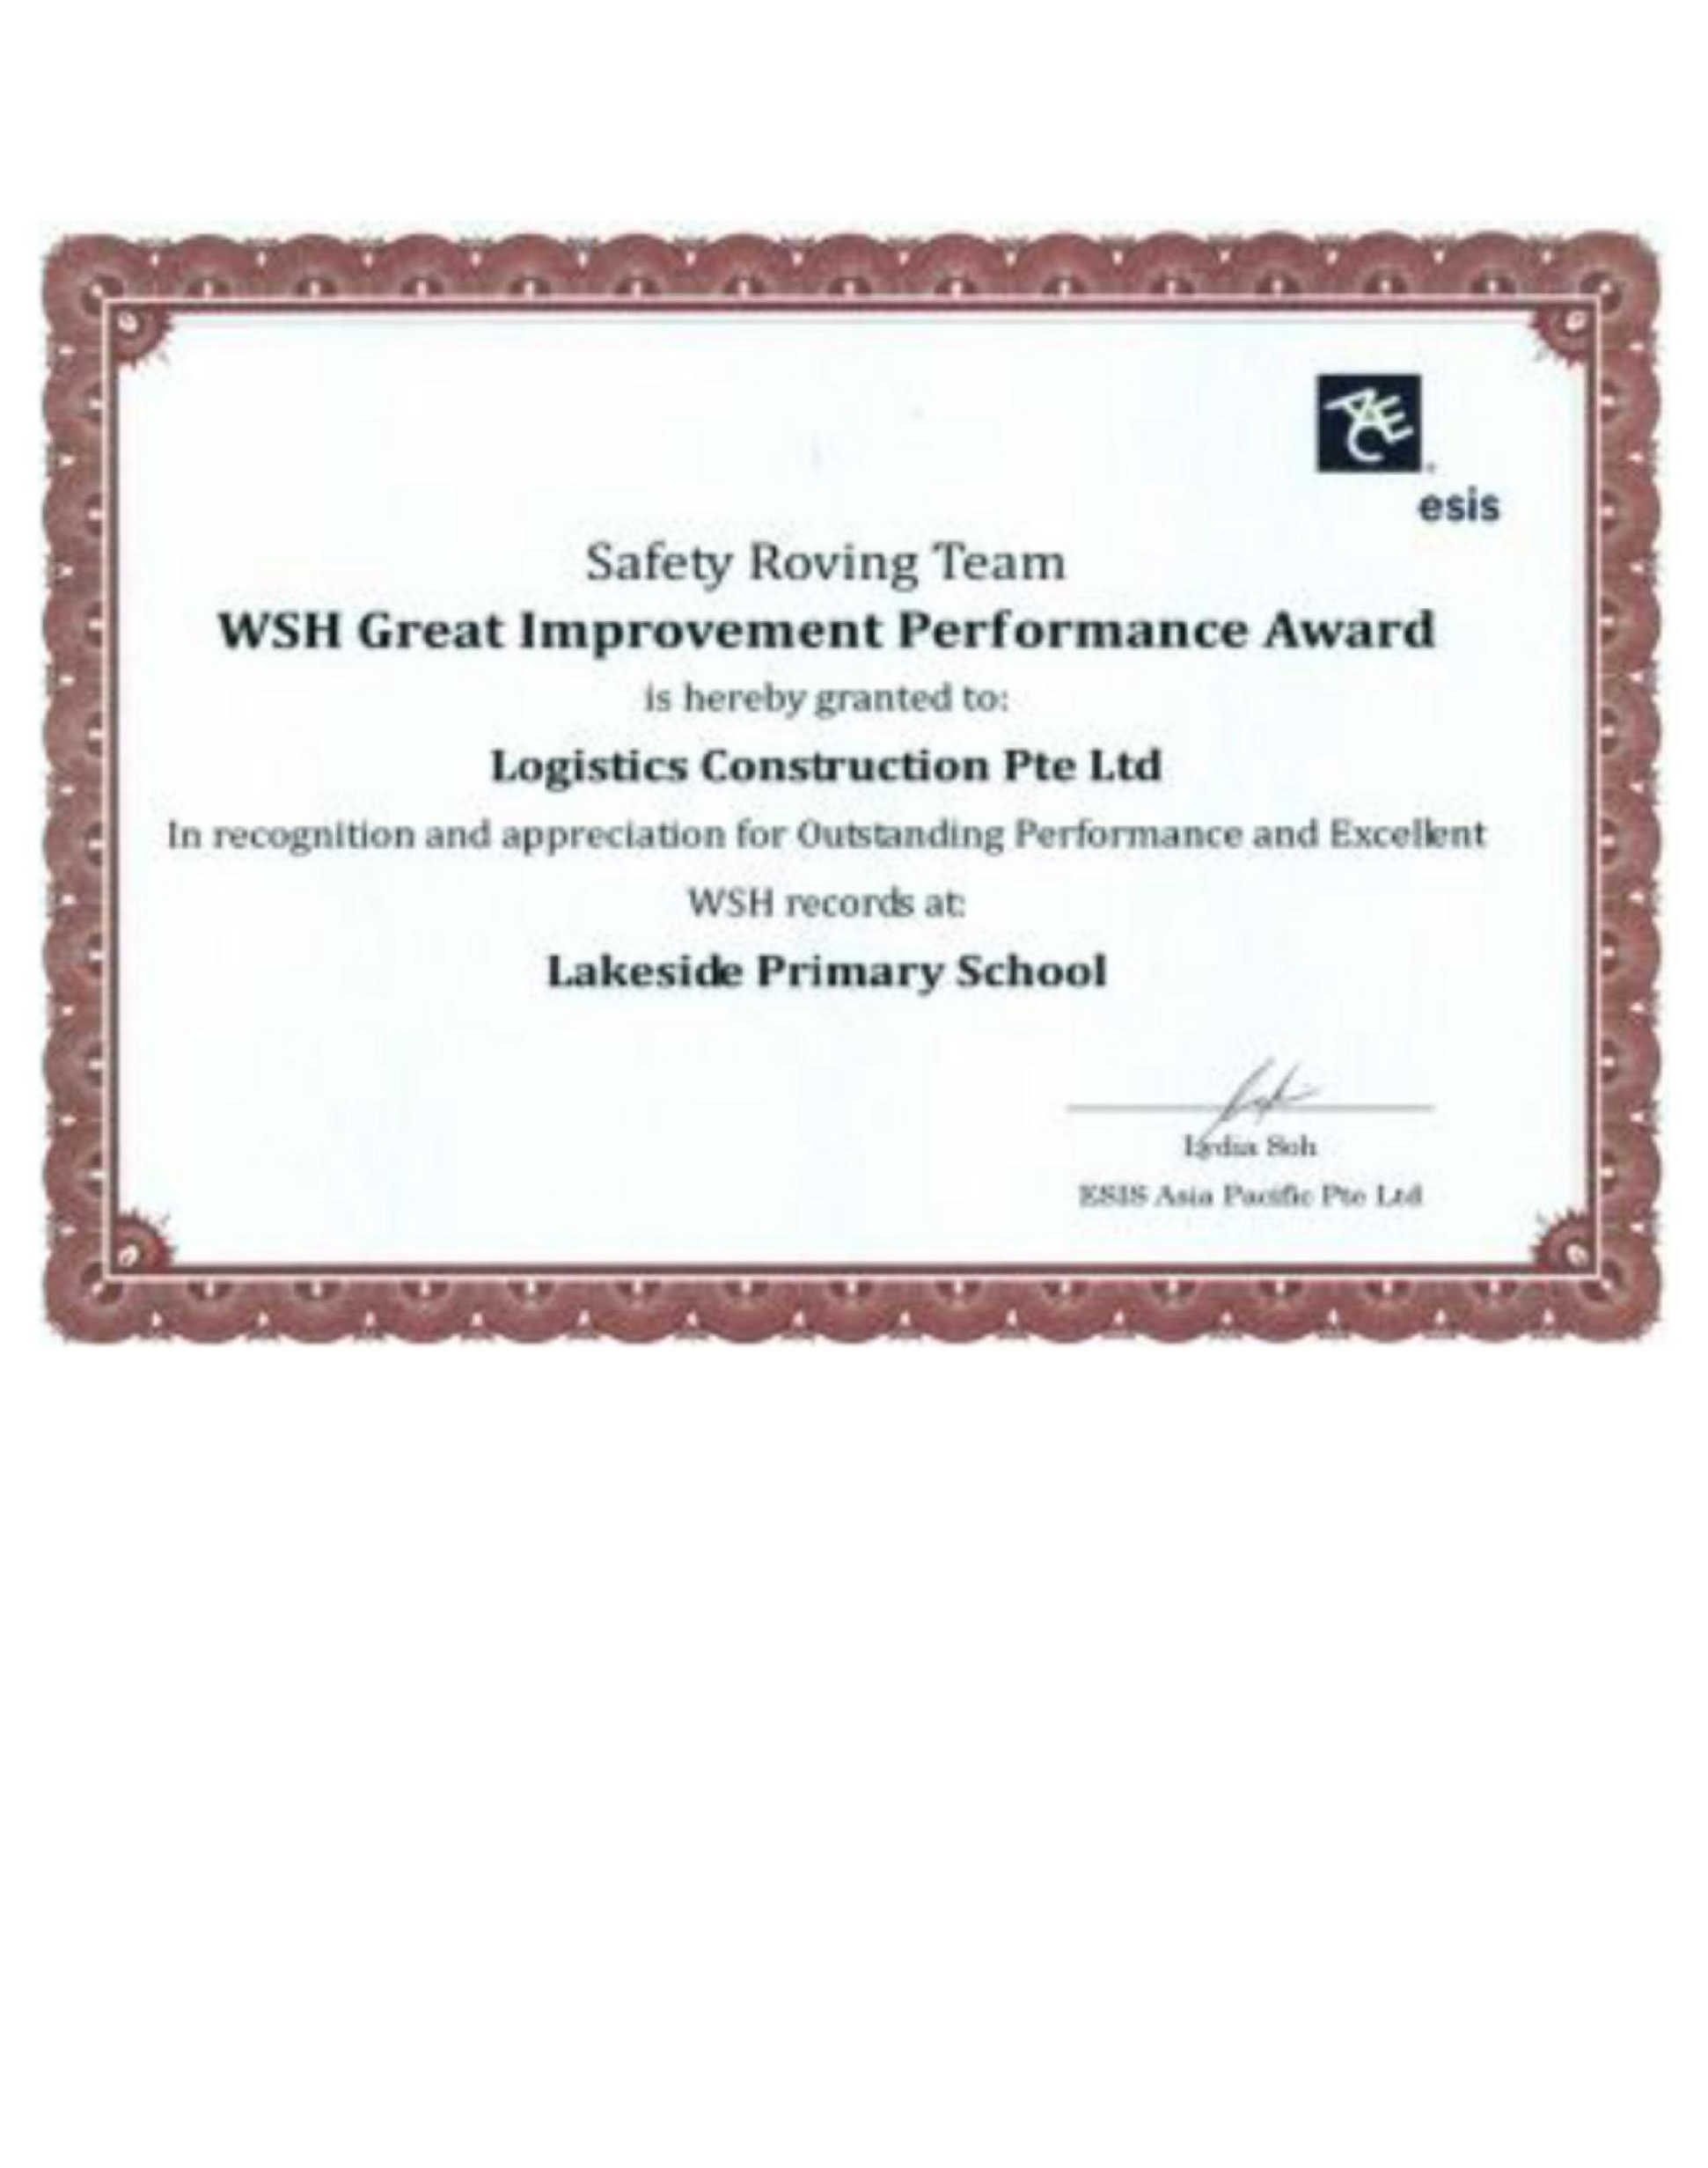 ACE
esis
Safety Roving Team
WSH Great Improvement Performance Award
is hereby granted to:
Logistics Construction Pte Ltd
In recognition and appreciation for Outstanding Performance and Excellent
WSH records at:
Lakeside Primary School
Lydia Soh
ESIS Asia Pacific Pte Ltd